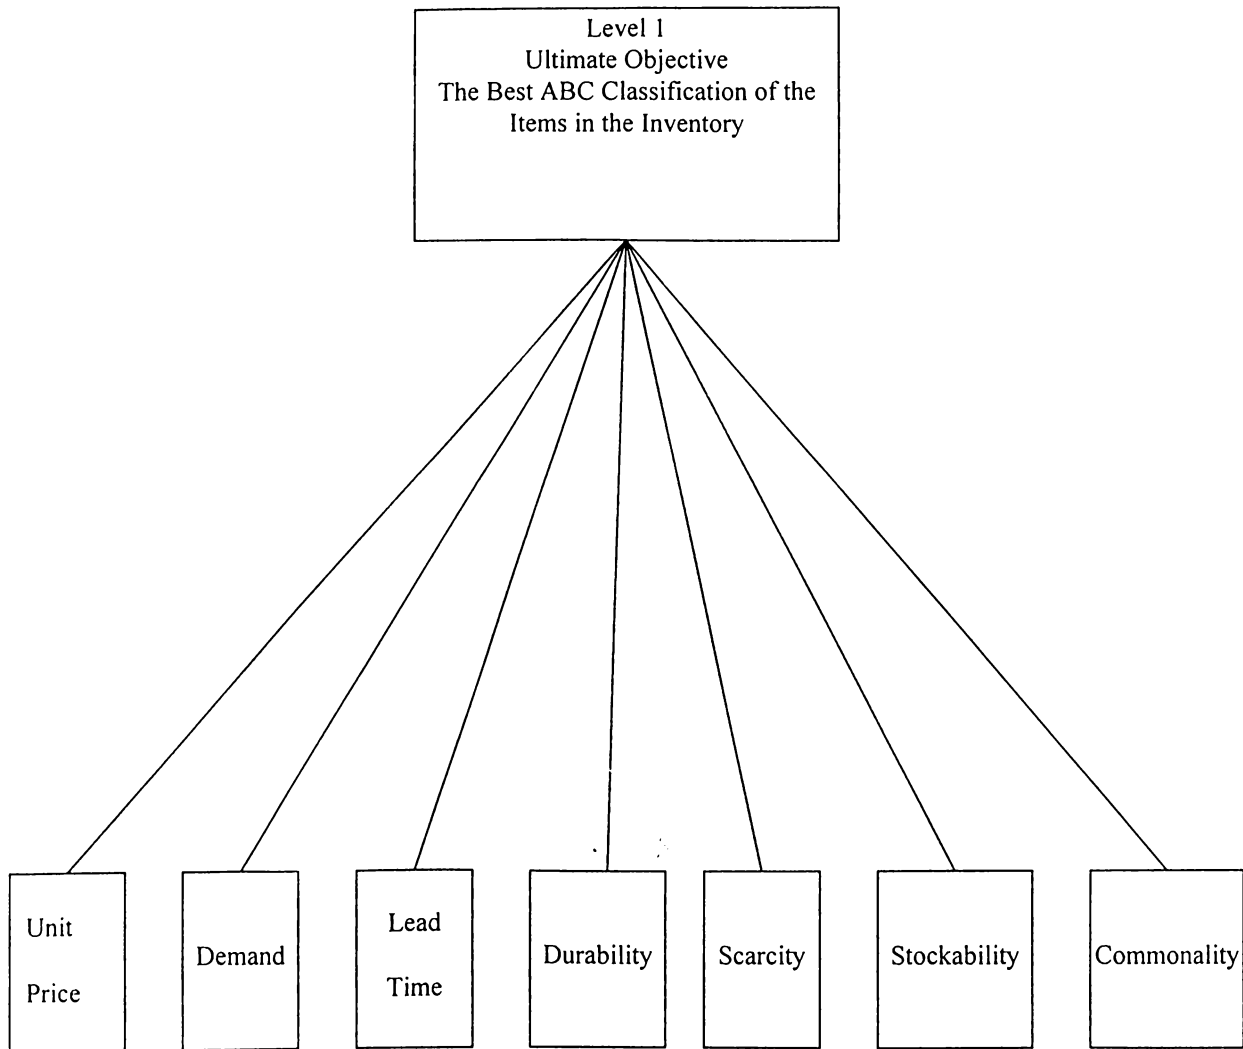 Level 1
Ultimate Objective
The Best ABC Classification of the
Items in the Inventory
Unit
Price
Demand
Lead
Time
Durability
Scarcity
Stockability
Commonality